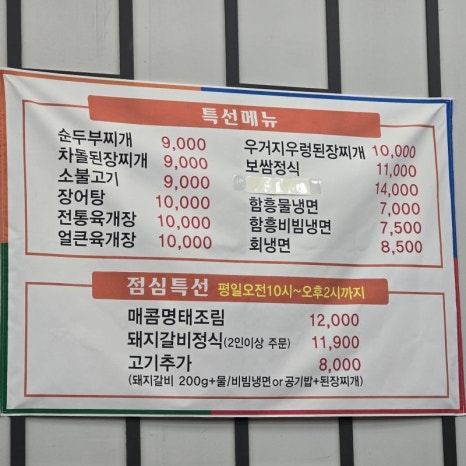 특선메뉴
순두부찌개 9,000
차돌된장찌개 9,000
소불고기 9,000
장어탕 10,000
전통육개장 10,000
얼큰육개장 10,000
우거지우렁된장찌개 10,000
보쌈정식 11,000
14,000
함흥물냉면 7,000
함흥비빔냉면 7,500
회냉면 8,500
점심특선 평일오전10시~오후2시까지
매콤명태조림 12,000
돼지갈비정식(2인이상 주문) 11,900
고기추가 8,000
(돼지갈비 200g+물/비빔냉면or공기밥+된장찌개)